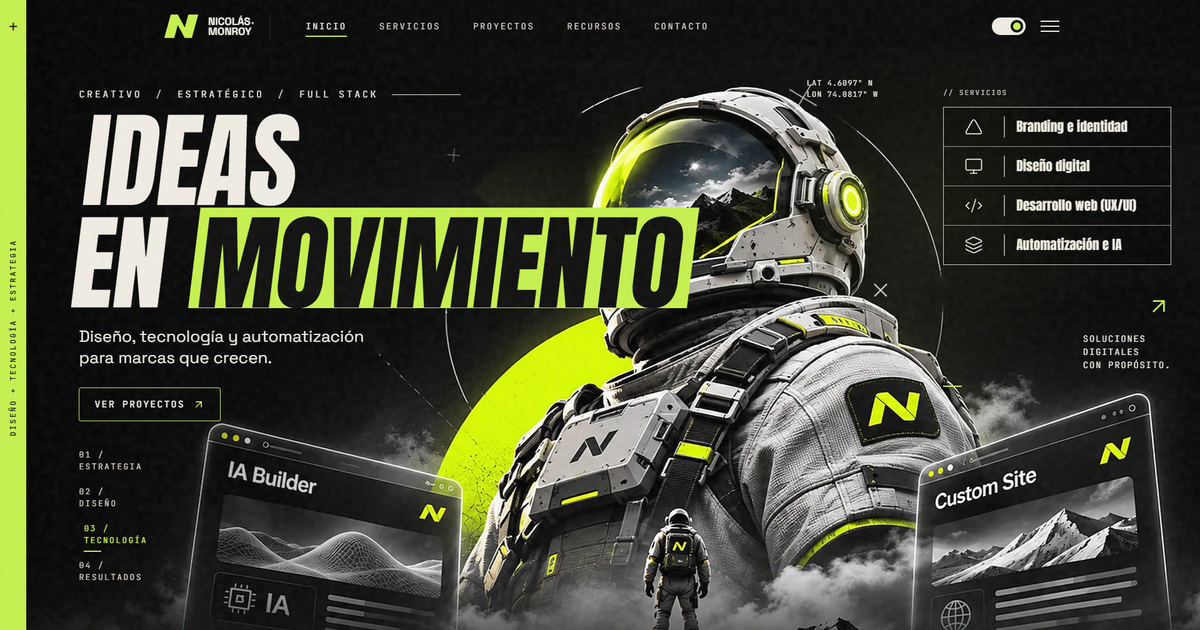 +
DISEÑO + TECNOLOGÍA + ESTRATEGIA
N
NICOLÁS
MONROY
INICIO
SERVICIOS
PROYECTOS
RECURSOS
CONTACTO
CREATIVO / ESTRATÉGICO / FULL STACK
IDEAS
EN MOVIMIENTO
Diseño, tecnología y automatización
para marcas que crecen.
VER PROYECTOS
01 /
ESTRATEGIA
02 /
DISEÑO
03 /
TECNOLOGÍA
04 /
RESULTADOS
LAT 4.6097° N
LON 74.0817° W
// SERVICIOS
Branding e identidad
Diseño digital
</> Desarrollo web (UX/UI)
Automatización e IA
SOLUCIONES
DIGITALES
CON PROPÓSITO.
IA Builder
N
IA
N
N
N
Custom Site
N